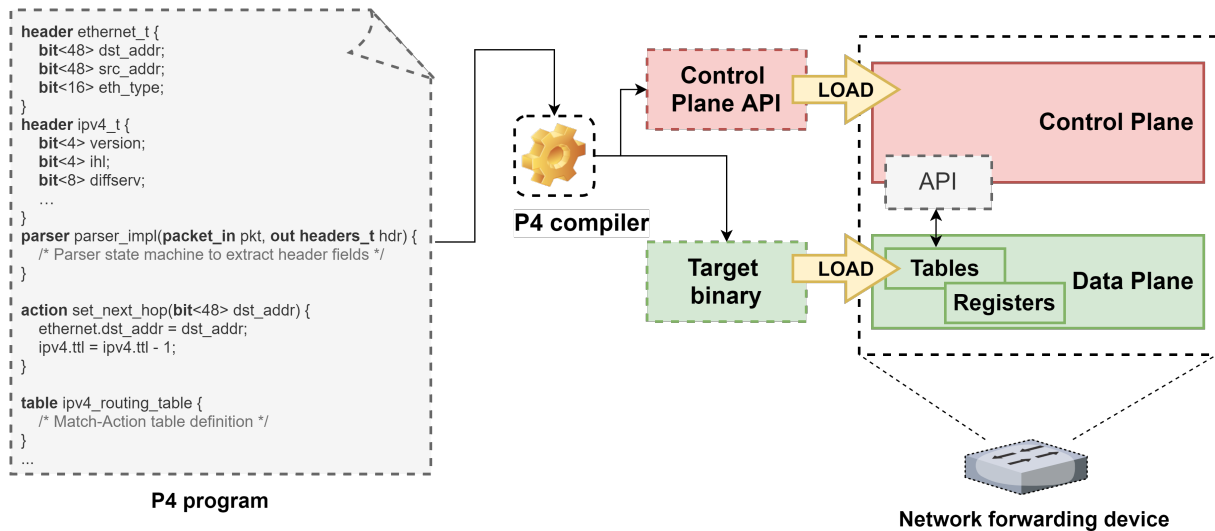 header ethernet_t {
bit<48> dst_addr;
bit<48> src_addr;
bit<16> eth_type;
}
header ipv4_t {
bit<4> version;
bit<4> ihl;
bit<8> diffserv;
…
}
parser parser_impl(packet_in pkt, out headers_t hdr) {
/* Parser state machine to extract header fields */
}
action set_next_hop(bit<48> dst_addr) {
ethernet.dst_addr = dst_addr;
ipv4.ttl = ipv4.ttl - 1;
}
table ipv4_routing_table {
/* Match-Action table definition */
}
...
P4 program
P4 compiler
Control
Plane API
LOAD
Control Plane
API
Target
binary
LOAD
Tables
Registers
Data Plane
Network forwarding device